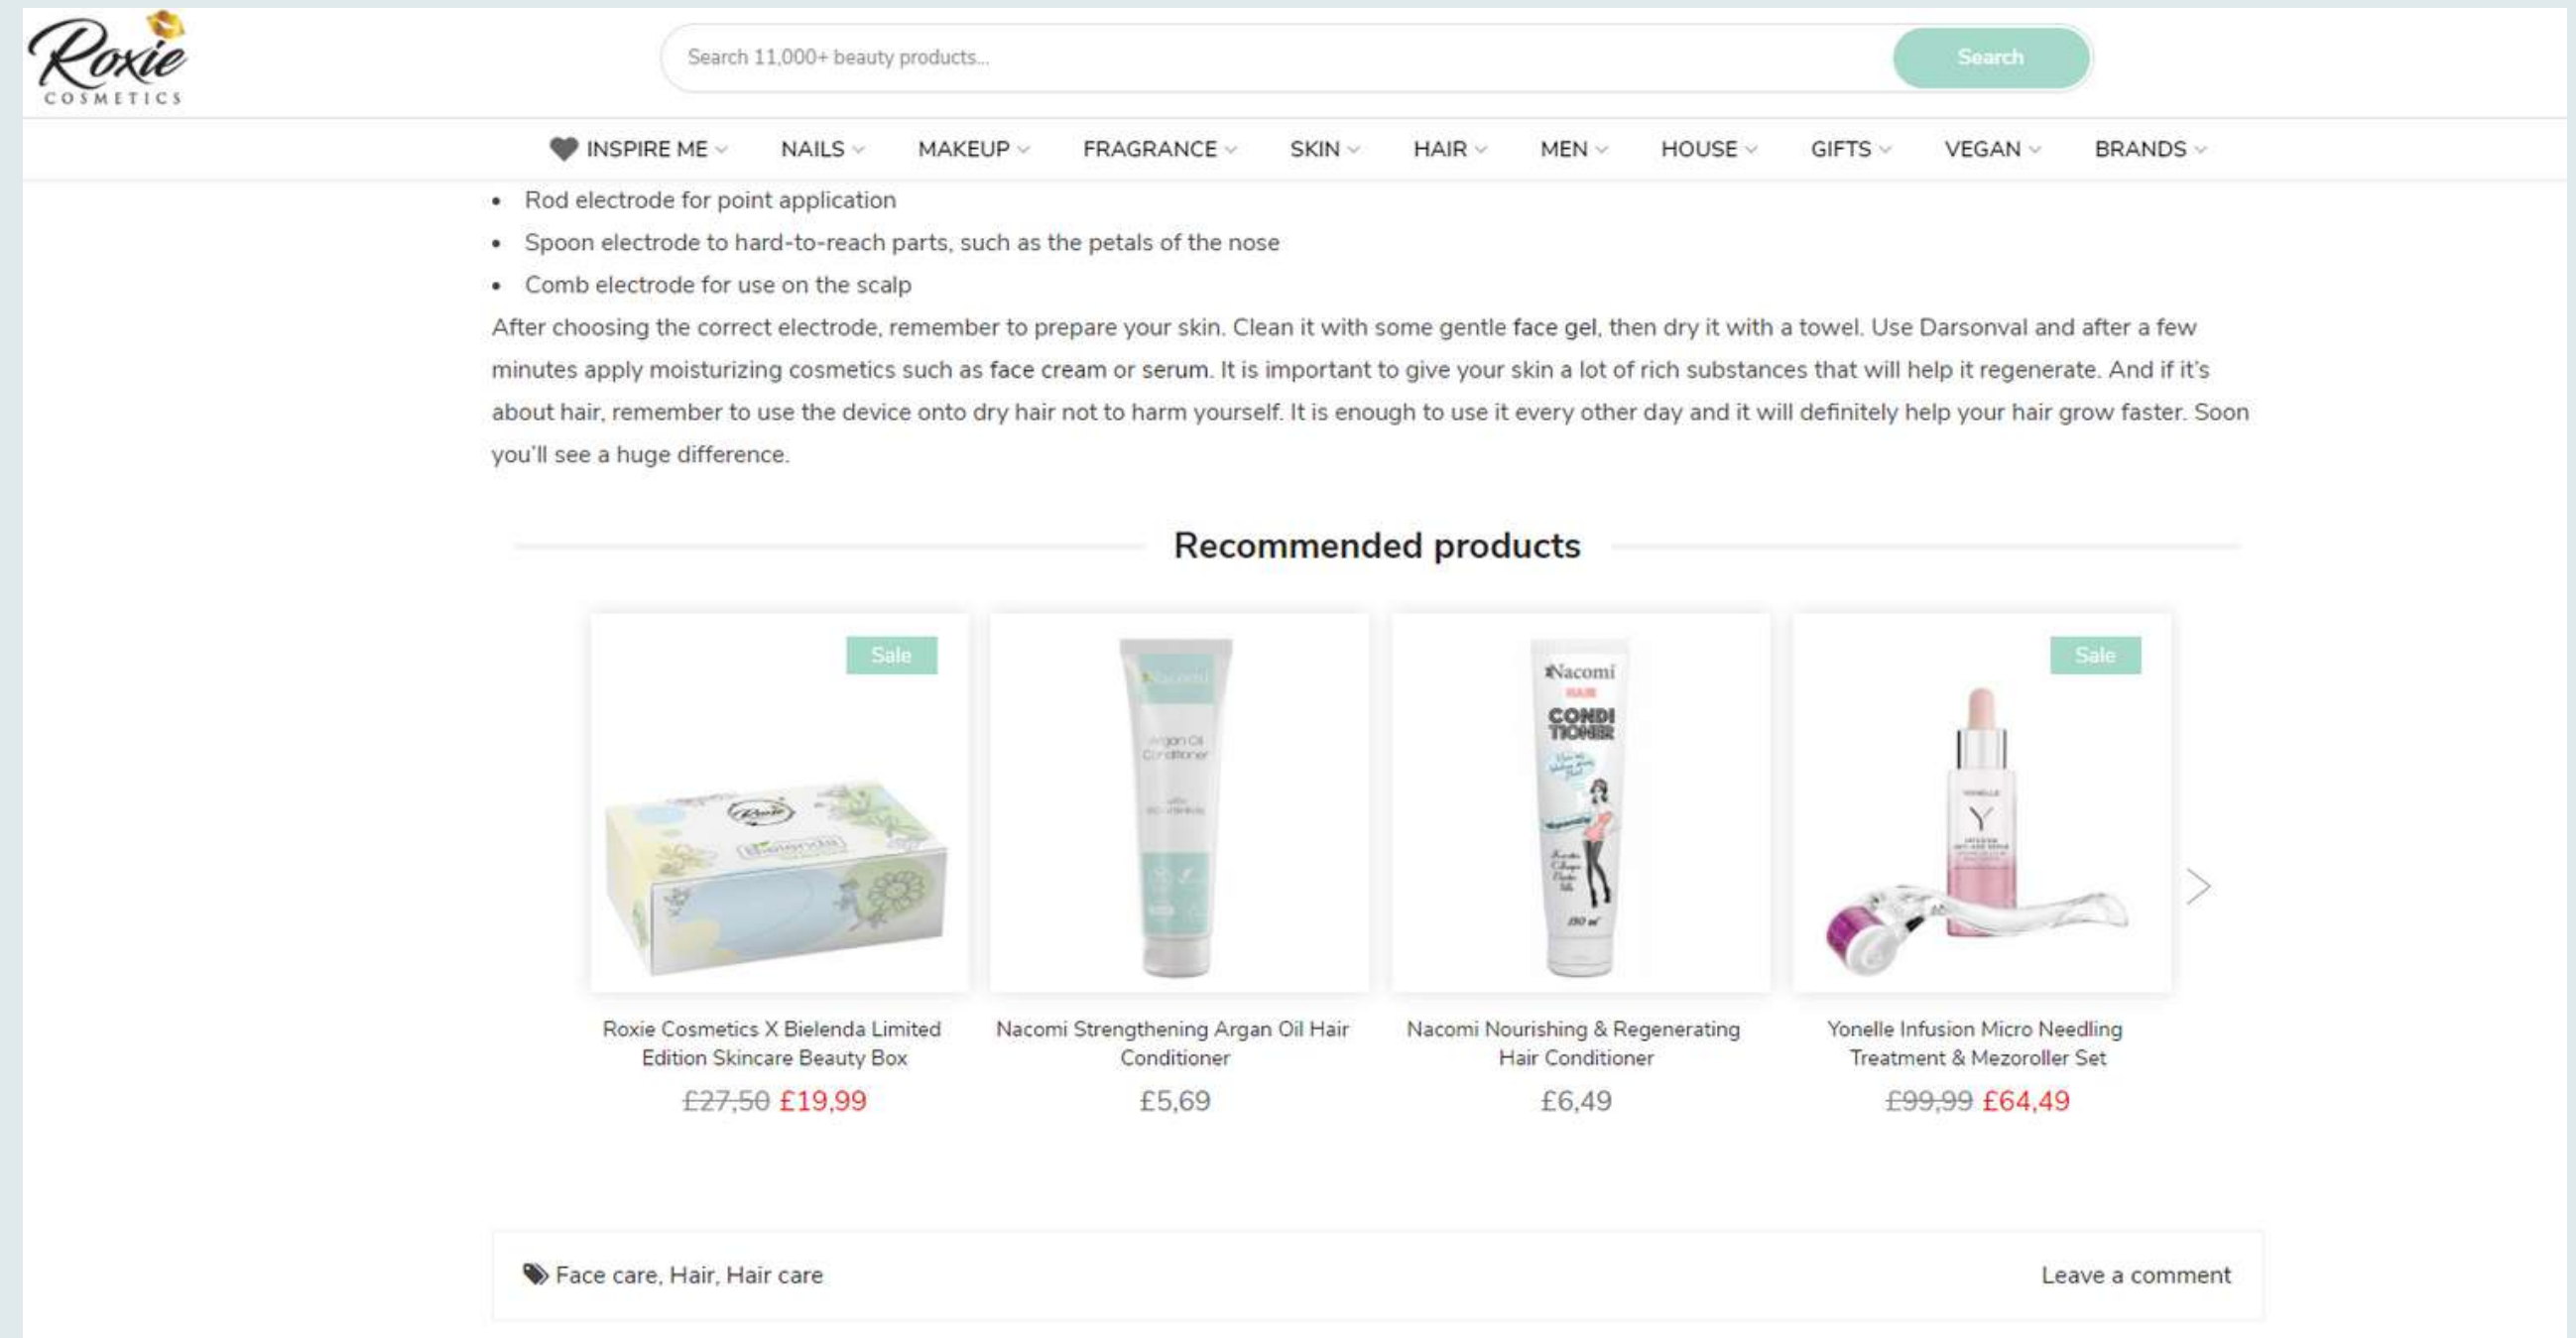 Roxie
COSMETICS
Search 11,000+ beauty products...
Search
INSPIRE ME
NAILS
MAKEUP
FRAGRANCE
SKIN
HAIR
MEN
HOUSE
GIFTS
VEGAN
BRANDS
• Rod electrode for point application
• Spoon electrode to hard-to-reach parts, such as the petals of the nose
• Comb electrode for use on the scalp
After choosing the correct electrode, remember to prepare your skin. Clean it with some gentle face gel, then dry it with a towel. Use Darsonval and after a few
minutes apply moisturizing cosmetics such as face cream or serum. It is important to give your skin a lot of rich substances that will help it regenerate. And if it's
about hair, remember to use the device onto dry hair not to harm yourself. It is enough to use it every other day and it will definitely help your hair grow faster. Soon
you'll see a huge difference.
Recommended products
Sale
Roxie
Bielenda
Nacomi
Argan Oil
Conditioner
Nacomi
HAIR
CONDI
TIONER
Sale
YONELLE
Y
Roxie Cosmetics X Bielenda Limited
Edition Skincare Beauty Box
£27,50 £19,99
Nacomi Strengthening Argan Oil Hair
Conditioner
£5,69
Nacomi Nourishing & Regenerating
Hair Conditioner
£6,49
Yonelle Infusion Micro Needling
Treatment & Mezoroller Set
£99,99 £64,49
Face care, Hair, Hair care
Leave a comment